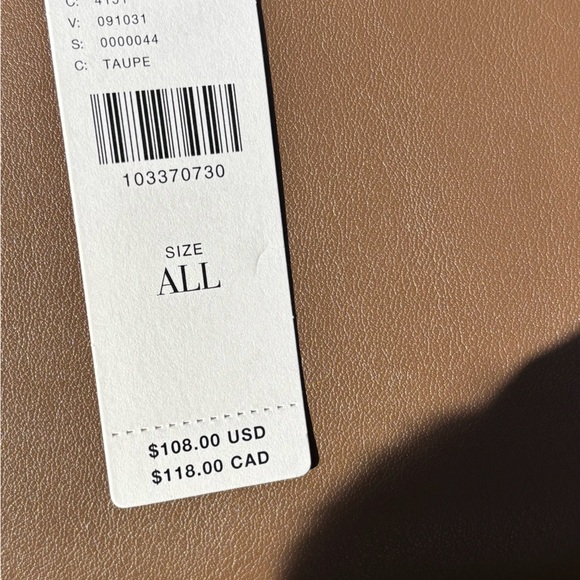 V: 091031
S: 0000044
C: TAUPE
103370730
SIZE
ALL
$108.00 USD
$118.00 CAD